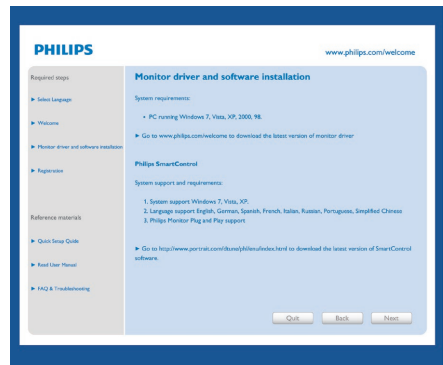 PHILIPS
www.philips.com/welcome
Required steps
► Select Language
► Welcome
► Monitor driver and software installation
► Registration
Reference materials
► Quick Setup Guide
► Read User Manual
► FAQ & Troubleshooting
Monitor driver and software installation
System requirements:
• PC running Windows 7, Vista, XP, 2000, 98.
► Go to www.philips.com/welcome to download the latest version of monitor driver
Philips SmartControl
System support and requirements:
1. System support Windows 7, Vista, XP.
2. Language support English, German, Spanish, French, Italian, Russian, Portuguese, Simplified Chinese
3. Philips Monitor Plug and Play support
► Go to http://www.portrait.com/dtune/phl/enu/index.html to download the latest version of SmartControl
software.
Quit
Back
Next